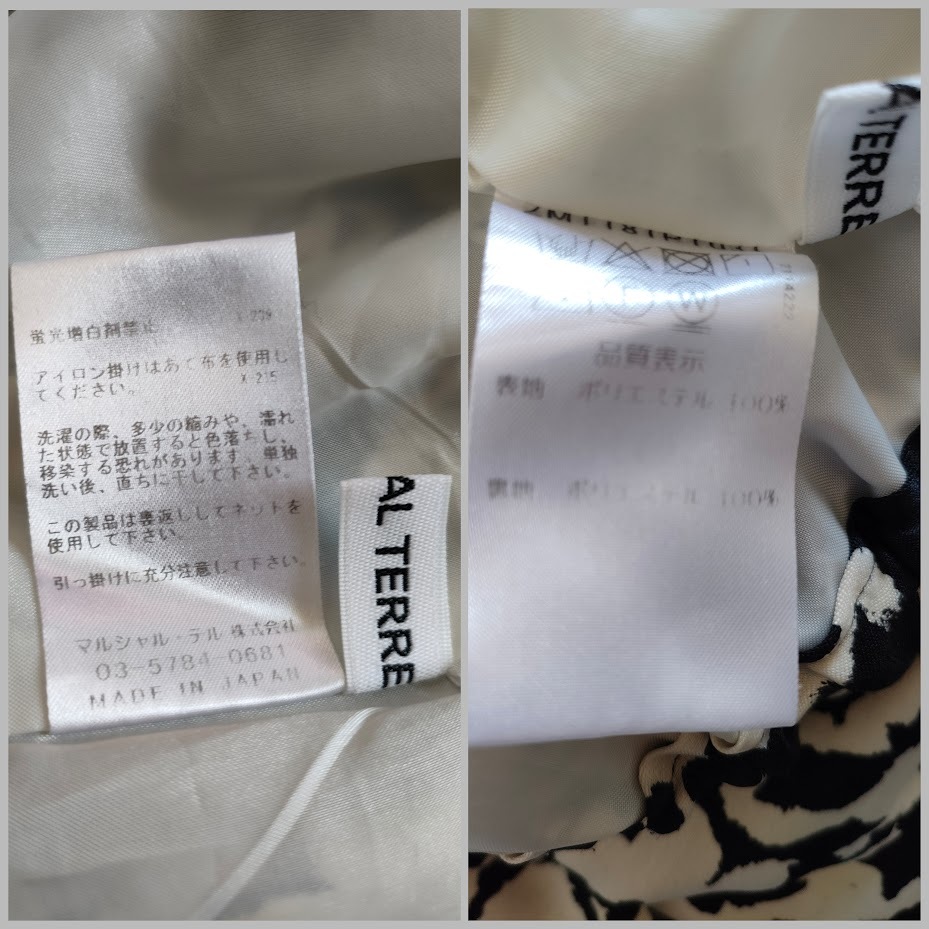 蛍光増白剤禁止
アイロン掛けはあて布を使用し
てください。 X-215
洗濯の際、多少の縮みや、濡れ
た状態で放置すると色落ちし、
移染する恐れがあります。単独
洗い後、直ちに干して下さい。
この製品は裏返ししてネットを
使用して下さい。
引っ掛けに充分注意して下さい。
マルシャル・テル 株式会社
03-5784-0681
MADE IN JAPAN
AL TERRE
TERRE
品質表示
表地 ポリエステル 100%
裏地 ポリエステル 100%